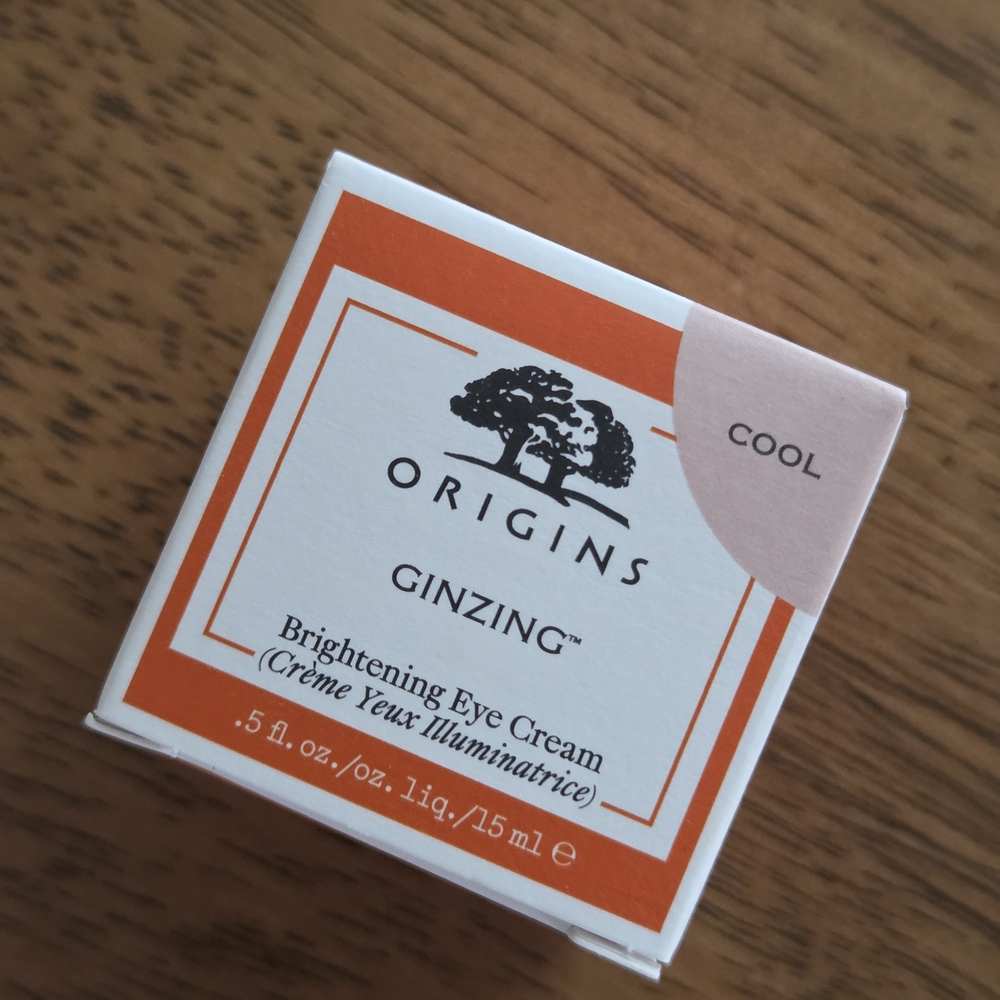 COOL
ORIGINS
GINZING™
Brightening Eye Cream
(Crème Yeux Illuminatrice)
.5 fl. oz./oz. liq./15 ml ℮